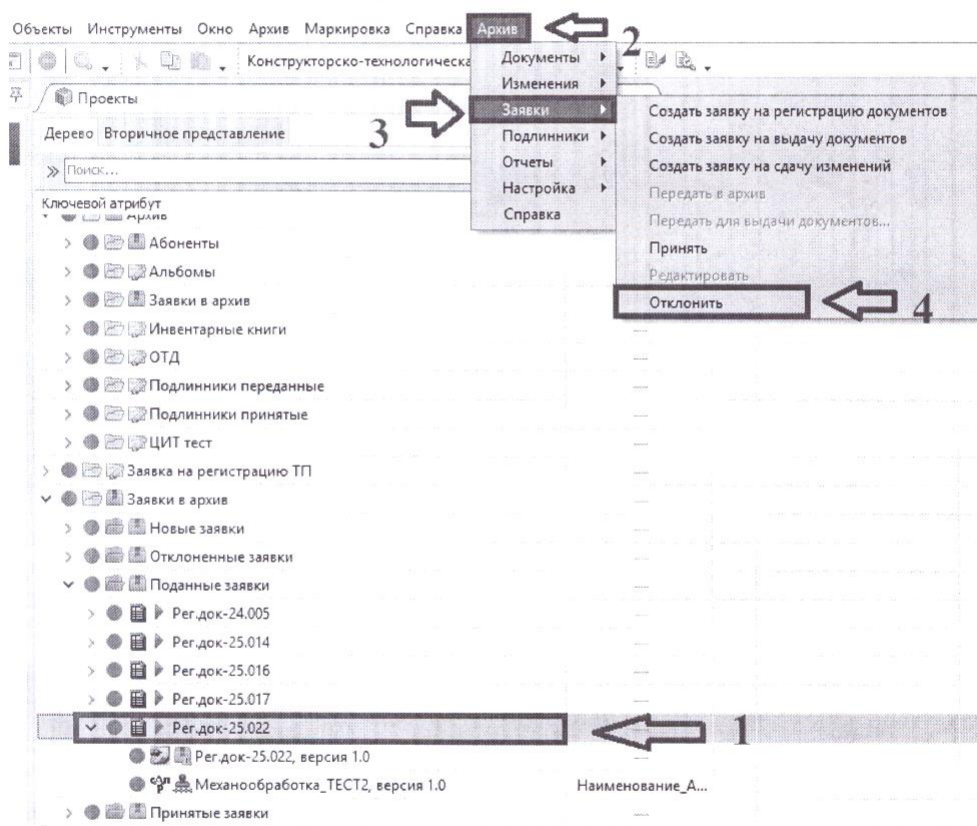 Объекты Инструменты Окно Архив Маркировка Справка Архив
2
Конструкторско-технологическа
Документы
Изменения
Заявки
Подлинники
Отчеты
Настройка
Справка
3
Создать заявку на регистрацию документов
Создать заявку на выдачу документов
Создать заявку на сдачу изменений
Передать в архив
Передать для выдачи документов...
Принять
Редактировать
Отклонить
4
Проекты
Дерево Вторичное представление
Поиск...
Ключевой атрибут
Архив
Абоненты
Альбомы
Заявки в архив
Инвентарные книги
ОТД
Подлинники переданные
Подлинники принятые
ЦИТ тест
Заявка на регистрацию ТП
Заявки в архив
Новые заявки
Отклоненные заявки
Поданные заявки
Рег.док-24.005
Рег.док-25.014
Рег.док-25.016
Рег.док-25.017
Рег.док-25.022
1
Рег.док-25.022, версия 1.0
Механообработка_ТЕСТ2, версия 1.0 Наименование_А...
Принятые заявки